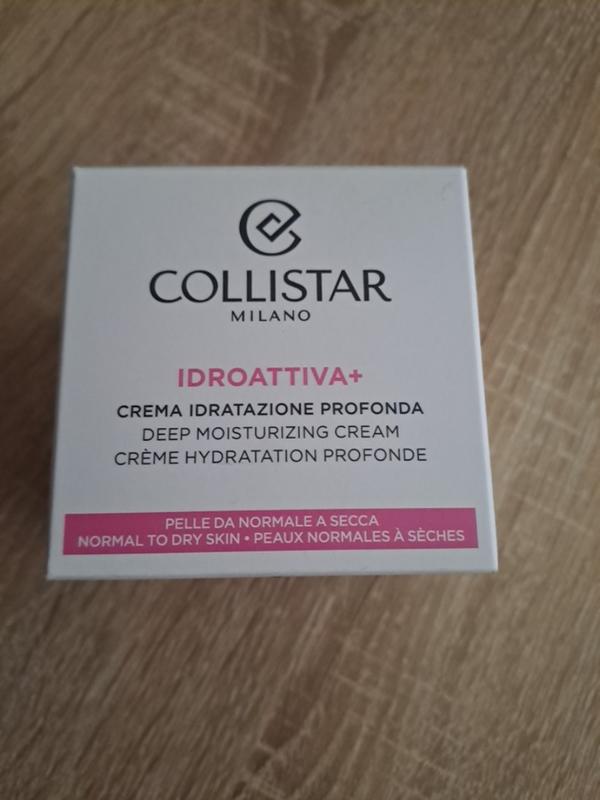 COLLISTAR
MILANO
IDROATTIVA+
CREMA IDRATAZIONE PROFONDA
DEEP MOISTURIZING CREAM
CRÈME HYDRATATION PROFONDE
PELLE DA NORMALE A SECCA
NORMAL TO DRY SKIN • PEAUX NORMALES À SÈCHES